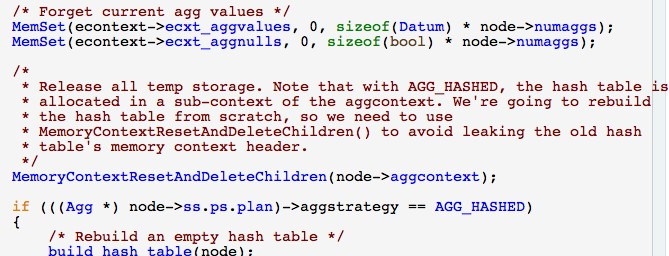 /* Forget current agg values */
MemSet(econtext->ecxt_aggvalues, 0, sizeof(Datum) * node->numaggs);
MemSet(econtext->ecxt_aggnulls, 0, sizeof(bool) * node->numaggs);
/*
* Release all temp storage. Note that with AGG_HASHED, the hash table is
* allocated in a sub-context of the aggcontext. We're going to rebuild
* the hash table from scratch, so we need to use
* MemoryContextResetAndDeleteChildren() to avoid leaking the old hash
* table's memory context header.
*/
MemoryContextResetAndDeleteChildren(node->aggcontext);
if (((Agg *) node->ss.ps.plan)->aggstrategy == AGG_HASHED)
{
/* Rebuild an empty hash table */
build_hash_table(node);